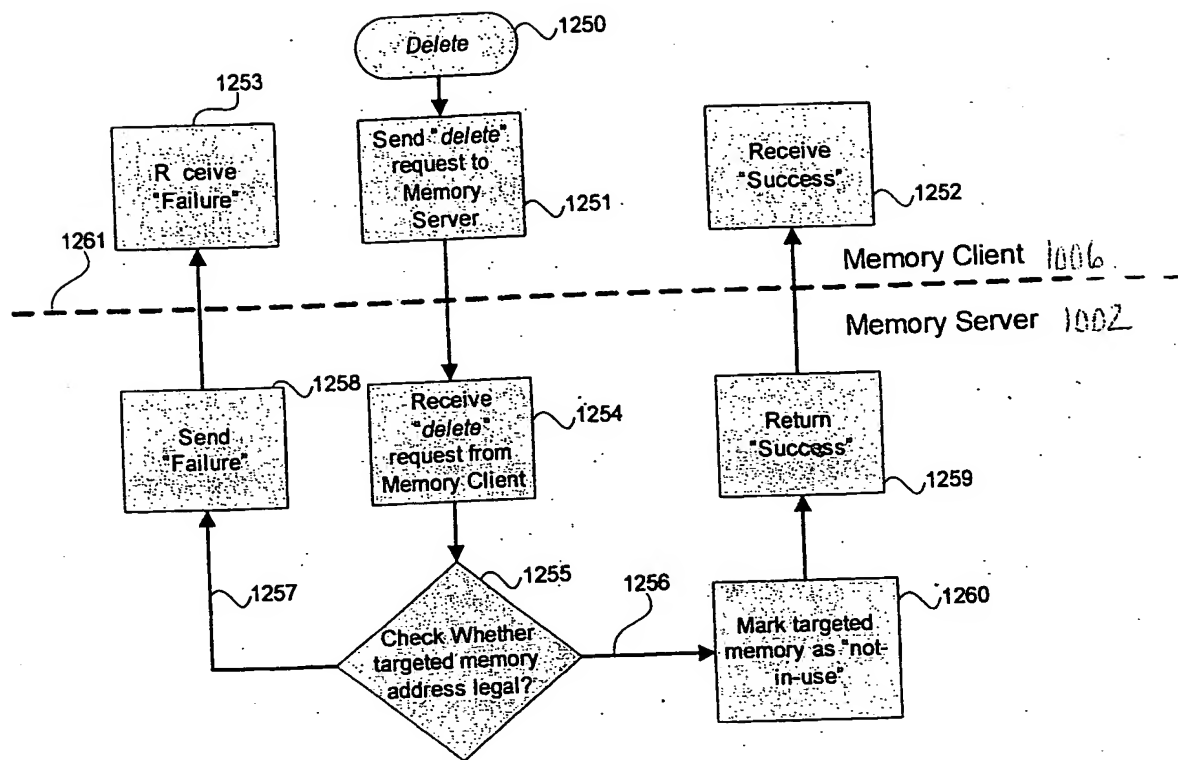 Delete
1250
1253
R ceive
"Failure"
Send "delete"
request to
Memory
Server
1251
Receive
"Success"
1252
1261
Memory Client 1006
Memory Server 1002
1258
Send
"Failure"
Receive
"delete"
request from
Memory Client
1254
Return
"Success"
1259
1257
1255
Check Whether
targeted memory
address legal?
1256
Mark targeted
memory as "not-
in-use"
1260